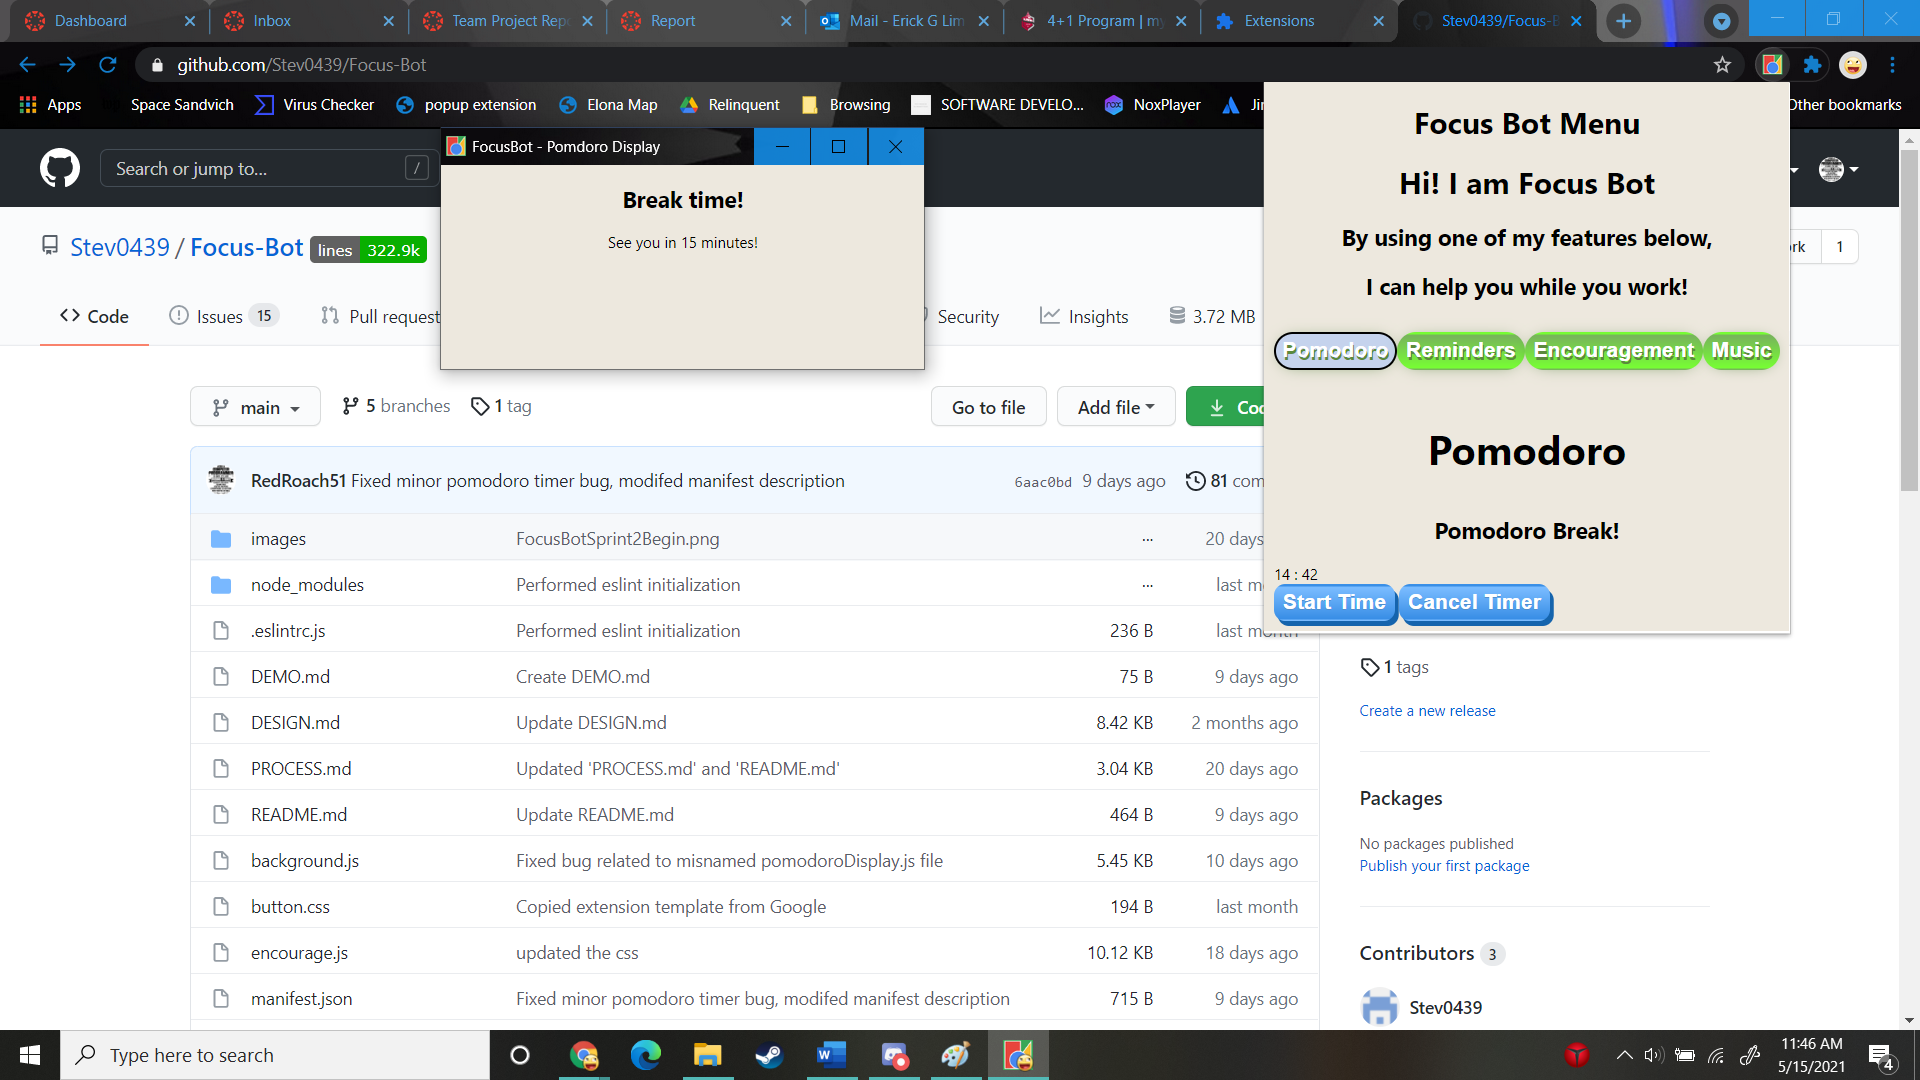 Dashboard
Inbox
Team Project Rep
Report
Mail - Erick G Lim
4+1 Program | my
Extensions
Stev0439/Focus-B
github.com/Stev0439/Focus-Bot
Apps
Space Sandvich
Virus Checker
popup extension
Elona Map
Relinquent
Browsing
SOFTWARE DEVELO...
NoxPlayer
Other bookmarks
FocusBot - Pomdoro Display
Break time!
See you in 15 minutes!
Focus Bot Menu
Hi! I am Focus Bot
By using one of my features below,
I can help you while you work!
Pomodoro
Reminders
Encouragement
Music
Pomodoro
Pomodoro Break!
14 : 42
Start Time
Cancel Timer
Search or jump to...
/
Stev0439 / Focus-Bot
lines 322.9k
1
Code
Issues 15
Pull request
Security
Insights
3.72 MB
main
5 branches
1 tag
Go to file
Add file
RedRoach51 Fixed minor pomodoro timer bug, modifed manifest description
6aac0bd 9 days ago
81 com
images FocusBotSprint2Begin.png ... 20 days
node_modules Performed eslint initialization ... last m
.eslintrc.js Performed eslint initialization 236 B last month
DEMO.md Create DEMO.md 75 B 9 days ago
DESIGN.md Update DESIGN.md 8.42 KB 2 months ago
PROCESS.md Updated 'PROCESS.md' and 'README.md' 3.04 KB 20 days ago
README.md Update README.md 464 B 9 days ago
background.js Fixed bug related to misnamed pomodoroDisplay.js file 5.45 KB 10 days ago
button.css Copied extension template from Google 194 B last month
encourage.js updated the css 10.12 KB 18 days ago
manifest.json Fixed minor pomodoro timer bug, modifed manifest description 715 B 9 days ago
1 tags
Create a new release
Packages
No packages published
Publish your first package
Contributors 3
Stev0439
Type here to search
11:46 AM
5/15/2021
4